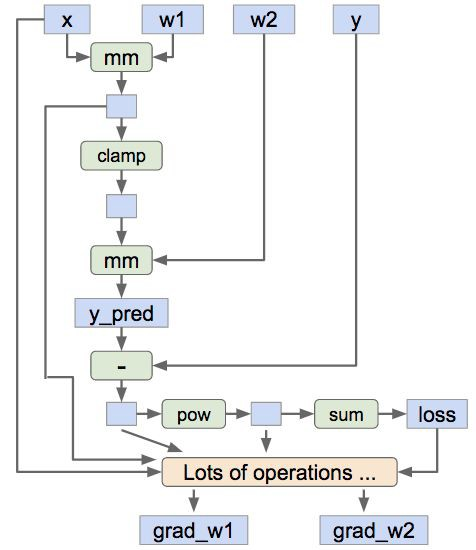 x w1 w2 y
mm
clamp
mm
y_pred
-
pow sum loss
Lots of operations ...
grad_w1 grad_w2